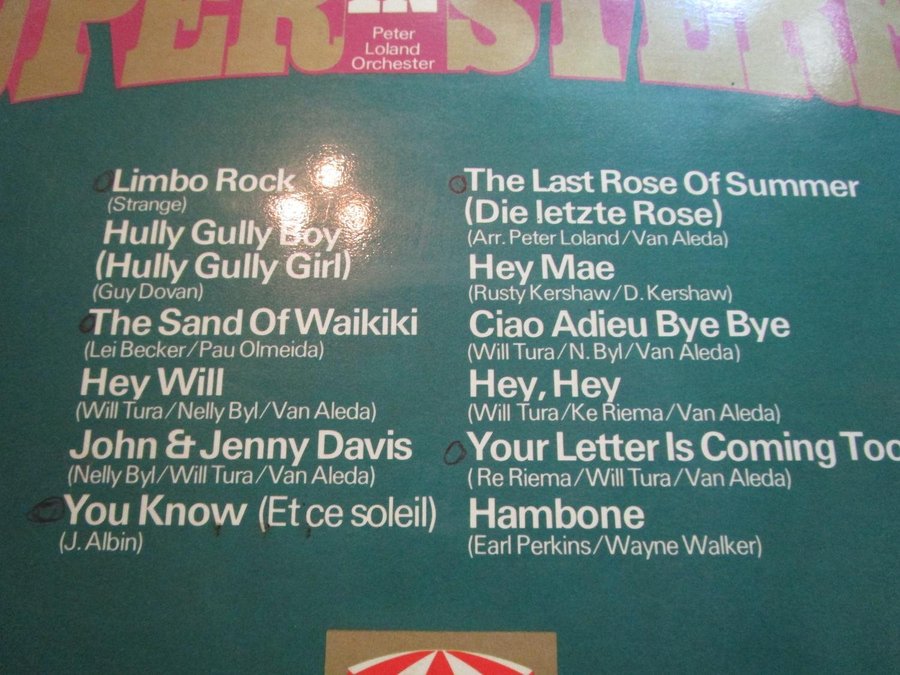 IN
Peter
Loland
Orchester
Limbo Rock
(Strange)
Hully Gully Boy
(Hully Gully Girl)
(Guy Dovan)
The Sand Of Waikiki
(Lei Becker/Pau Olmeida)
Hey Will
(Will Tura/Nelly Byl/Van Aleda)
John & Jenny Davis
(Nelly Byl/Will Tura/Van Aleda)
You Know (Et ce soleil)
(J. Albin)
The Last Rose Of Summer
(Die letzte Rose)
(Arr. Peter Loland/Van Aleda)
Hey Mae
(Rusty Kershaw/D. Kershaw)
Ciao Adieu Bye Bye
(Will Tura/N. Byl/Van Aleda)
Hey, Hey
(Will Tura/Ke Riema/Van Aleda)
Your Letter Is Coming Too
(Re Riema/Will Tura/Van Aleda)
Hambone
(Earl Perkins/Wayne Walker)